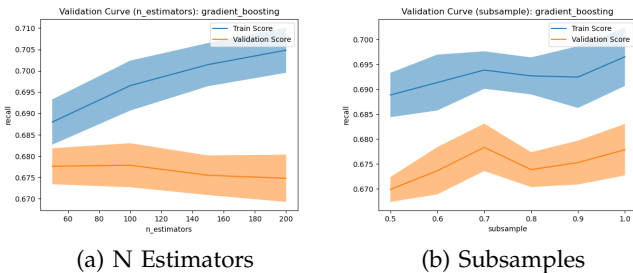 Validation Curve (n_estimators): gradient_boosting
Train Score
Validation Score
0.710
0.705
0.700
0.695
0.690
0.685
0.680
0.675
0.670
recall
60 80 100 120 140 160 180 200
n_estimators
(a) N Estimators
Validation Curve (subsample): gradient_boosting
Train Score
Validation Score
0.700
0.695
0.690
0.685
0.680
0.675
0.670
recall
0.5 0.6 0.7 0.8 0.9 1.0
subsample
(b) Subsamples